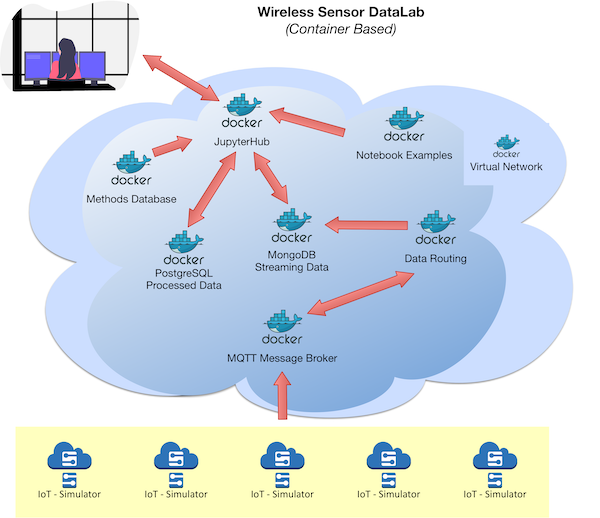 Wireless Sensor DataLab
(Container Based)
docker
JupyterHub
docker
Notebook Examples
docker
Virtual Network
docker
Methods Database
docker
PostgreSQL
Processed Data
docker
MongoDB
Streaming Data
docker
Data Routing
docker
MQTT Message Broker
IoT - Simulator
IoT - Simulator
IoT - Simulator
IoT - Simulator
IoT - Simulator